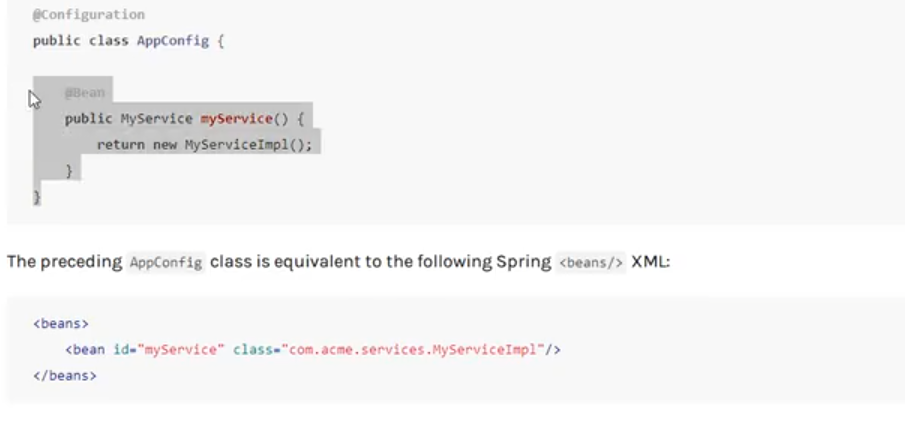 @Configuration
public class AppConfig {
@Bean
public MyService myService() {
return new MyServiceImpl();
}
}
The preceding AppConfig class is equivalent to the following Spring <beans/> XML:
<beans>
<bean id="myService" class="com.acme.services.MyServiceImpl"/>
</beans>